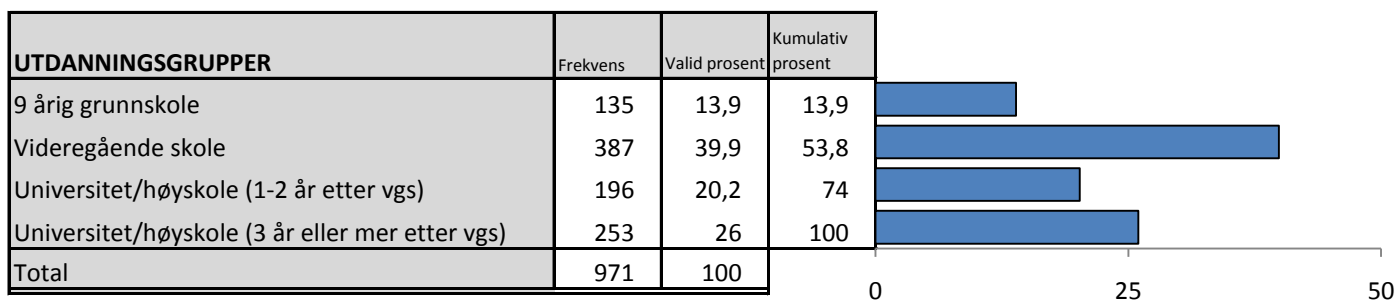 UTDANNINGSGRUPPER Frekvens Valid prosent Kumulativ prosent
9 årig grunnskole 135 13,9 13,9
Videregående skole 387 39,9 53,8
Universitet/høyskole (1-2 år etter vgs) 196 20,2 74
Universitet/høyskole (3 år eller mer etter vgs) 253 26 100
Total 971 100
0 25 50